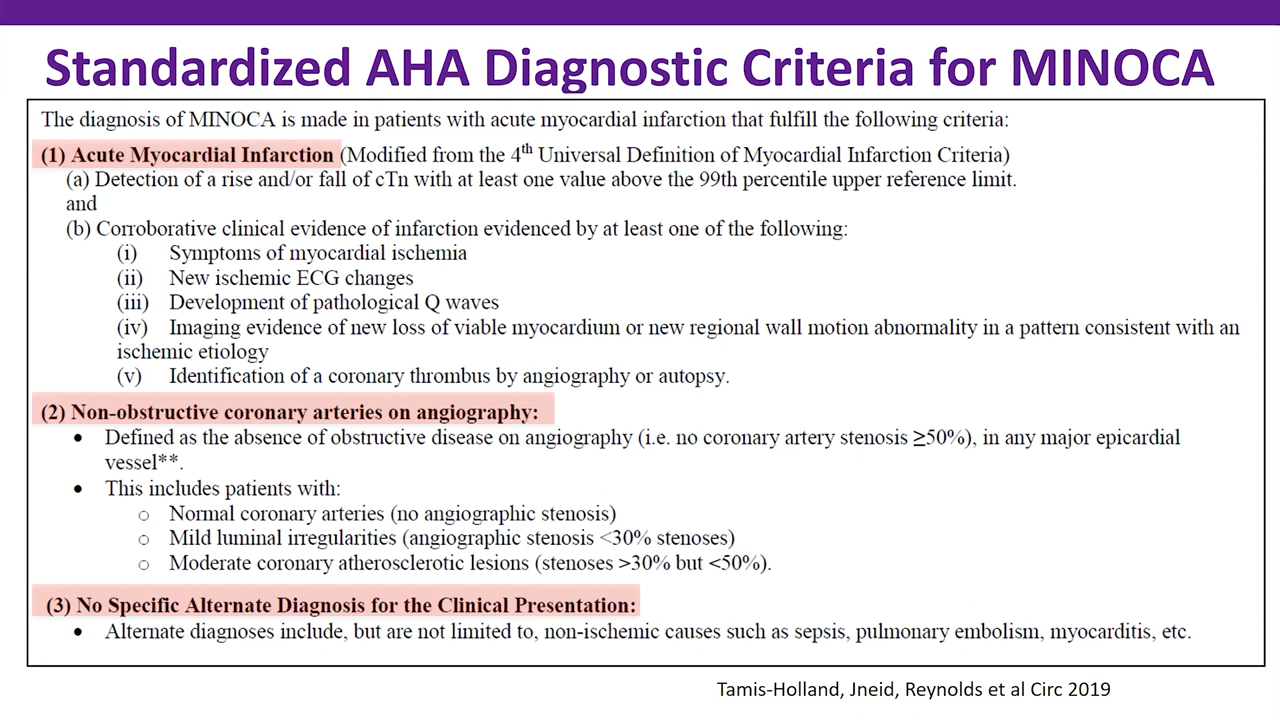 Standardized AHA Diagnostic Criteria for MINOCA
The diagnosis of MINOCA is made in patients with acute myocardial infarction that fulfill the following criteria:
(1) Acute Myocardial Infarction (Modified from the 4th Universal Definition of Myocardial Infarction Criteria)
(a) Detection of a rise and/or fall of cTn with at least one value above the 99th percentile upper reference limit.
and
(b) Corroborative clinical evidence of infarction evidenced by at least one of the following:
(i) Symptoms of myocardial ischemia
(ii) New ischemic ECG changes
(iii) Development of pathological Q waves
(iv) Imaging evidence of new loss of viable myocardium or new regional wall motion abnormality in a pattern consistent with an
ischemic etiology
(v) Identification of a coronary thrombus by angiography or autopsy.
(2) Non-obstructive coronary arteries on angiography:
• Defined as the absence of obstructive disease on angiography (i.e. no coronary artery stenosis ≥50%), in any major epicardial
vessel**.
• This includes patients with:
○ Normal coronary arteries (no angiographic stenosis)
○ Mild luminal irregularities (angiographic stenosis <30% stenoses)
○ Moderate coronary atherosclerotic lesions (stenoses >30% but <50%).
(3) No Specific Alternate Diagnosis for the Clinical Presentation:
• Alternate diagnoses include, but are not limited to, non-ischemic causes such as sepsis, pulmonary embolism, myocarditis, etc.
Tamis-Holland, Jneid, Reynolds et al Circ 2019